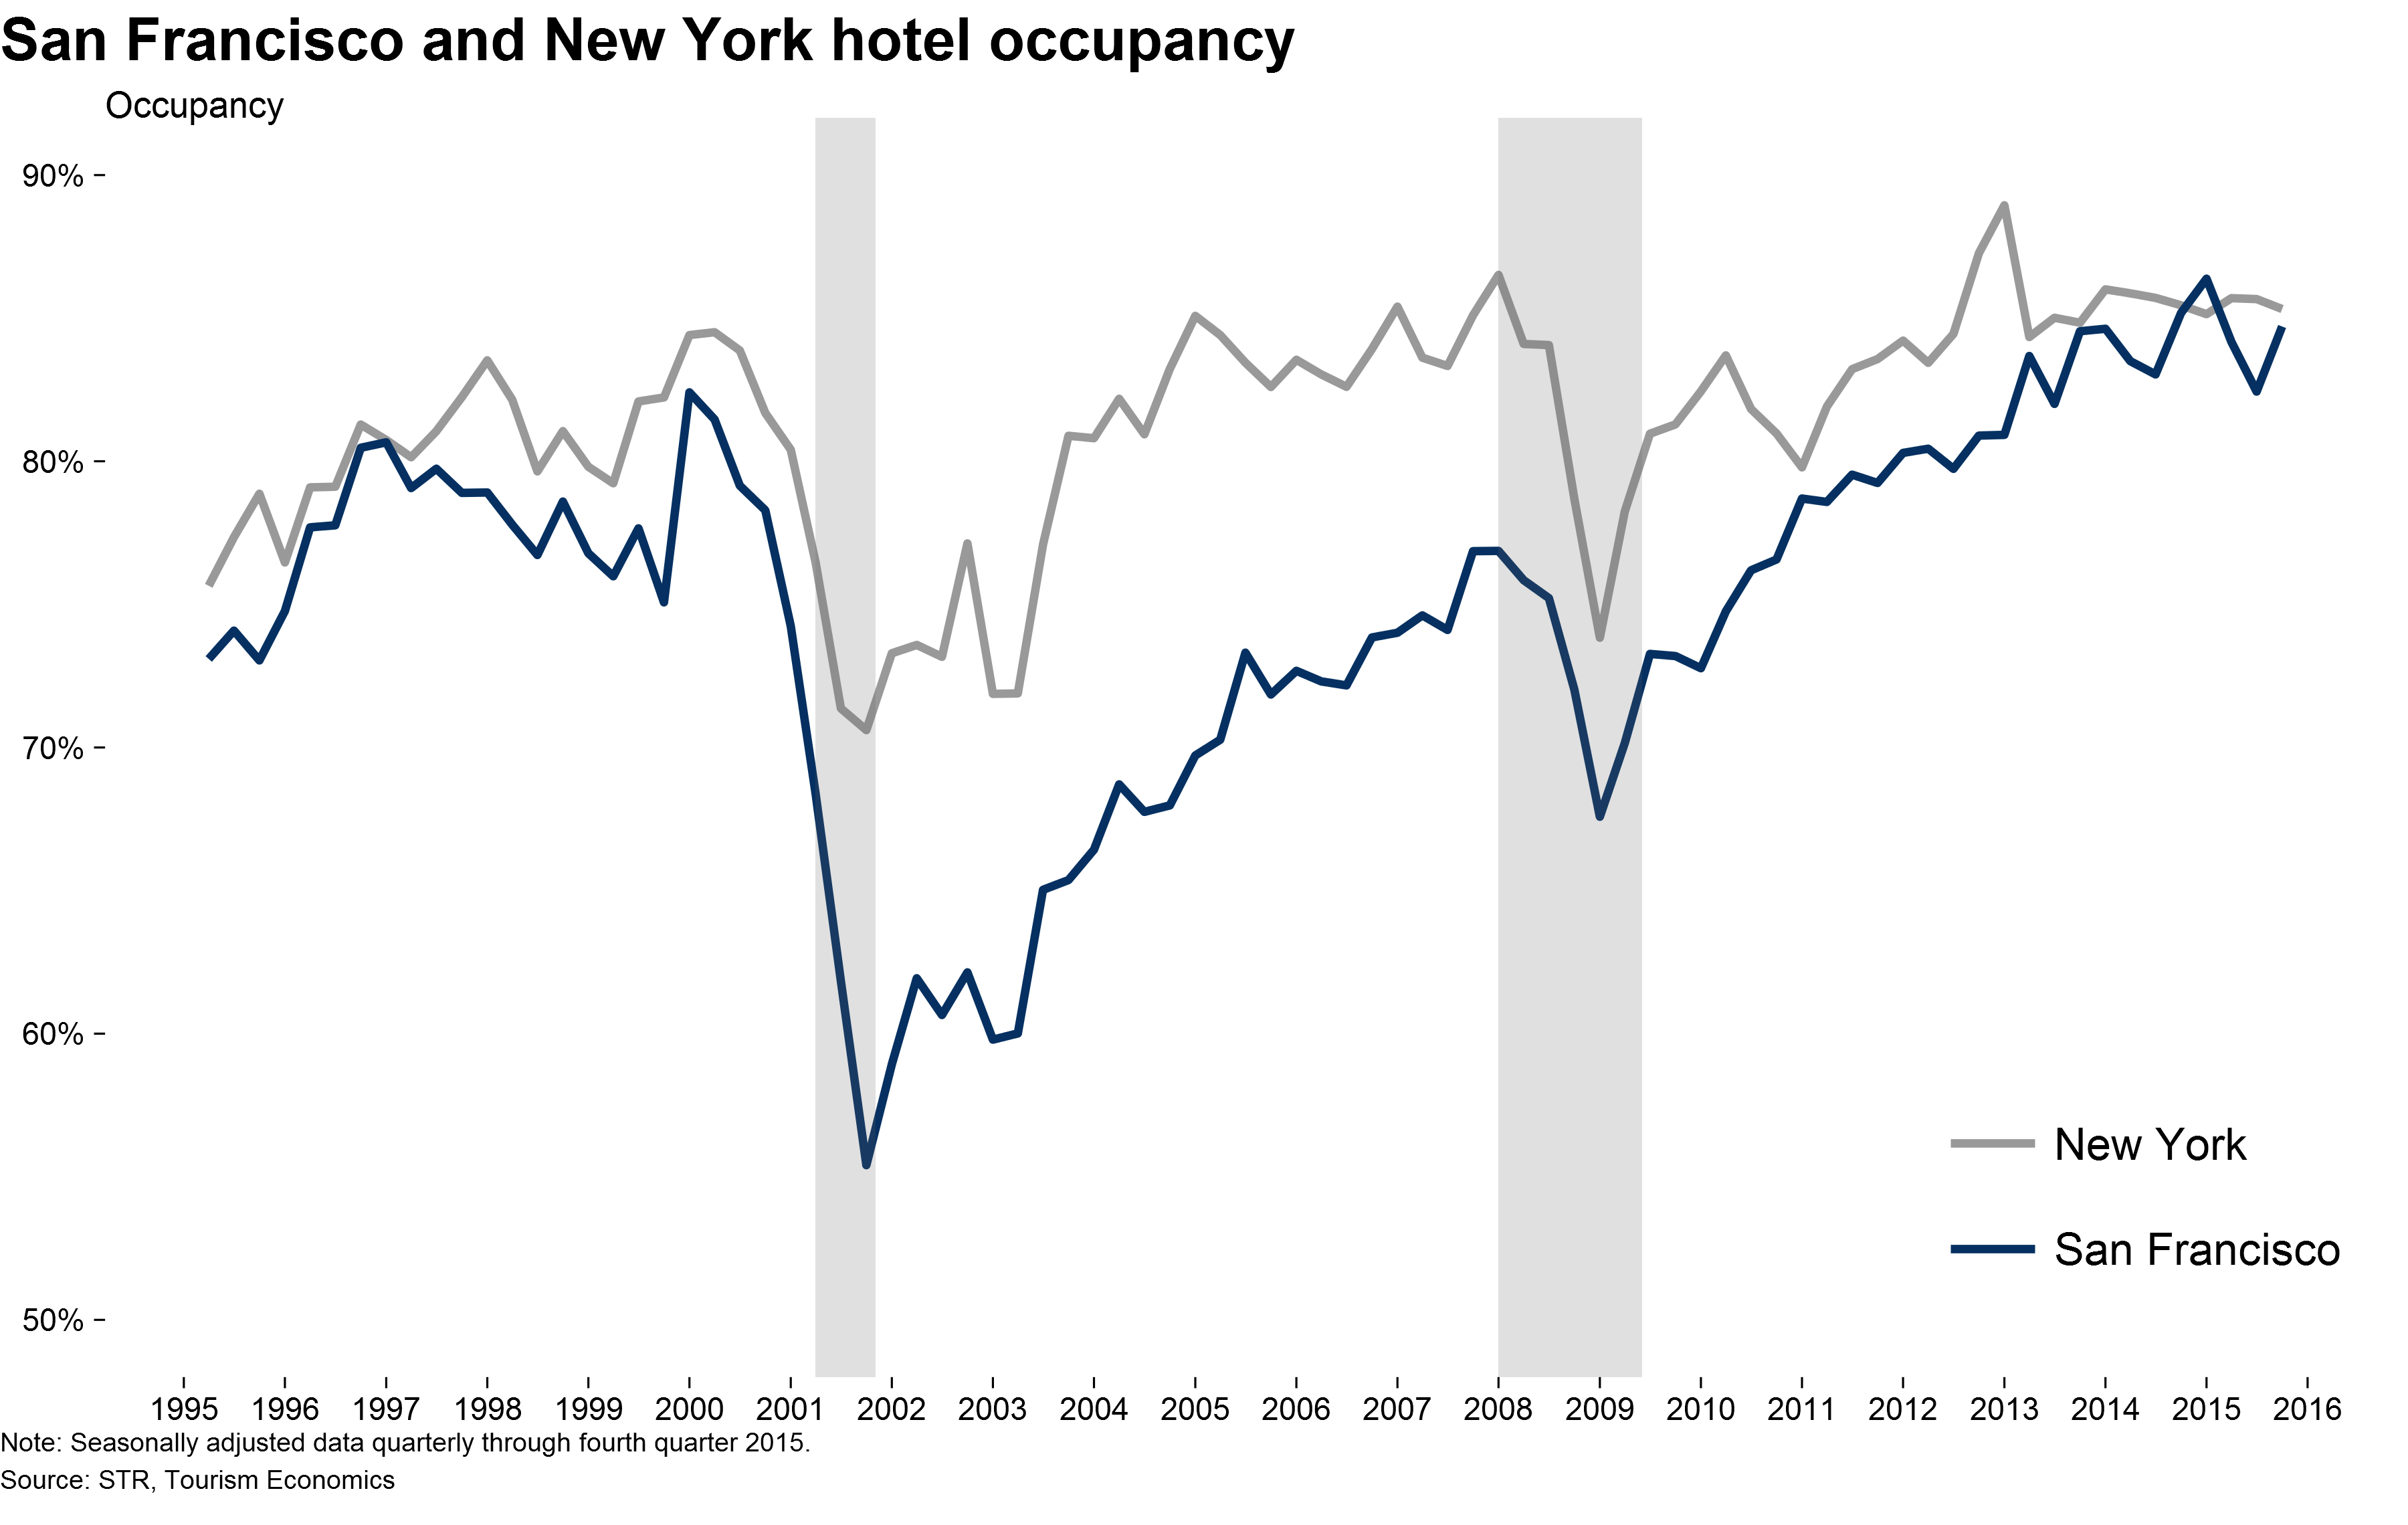 San Francisco and New York hotel occupancy
Occupancy
90%
80%
70%
60%
50%
New York
San Francisco
1995 1996 1997 1998 1999 2000 2001 2002 2003 2004 2005 2006 2007 2008 2009 2010 2011 2012 2013 2014 2015 2016
Note: Seasonally adjusted data quarterly through fourth quarter 2015.
Source: STR, Tourism Economics